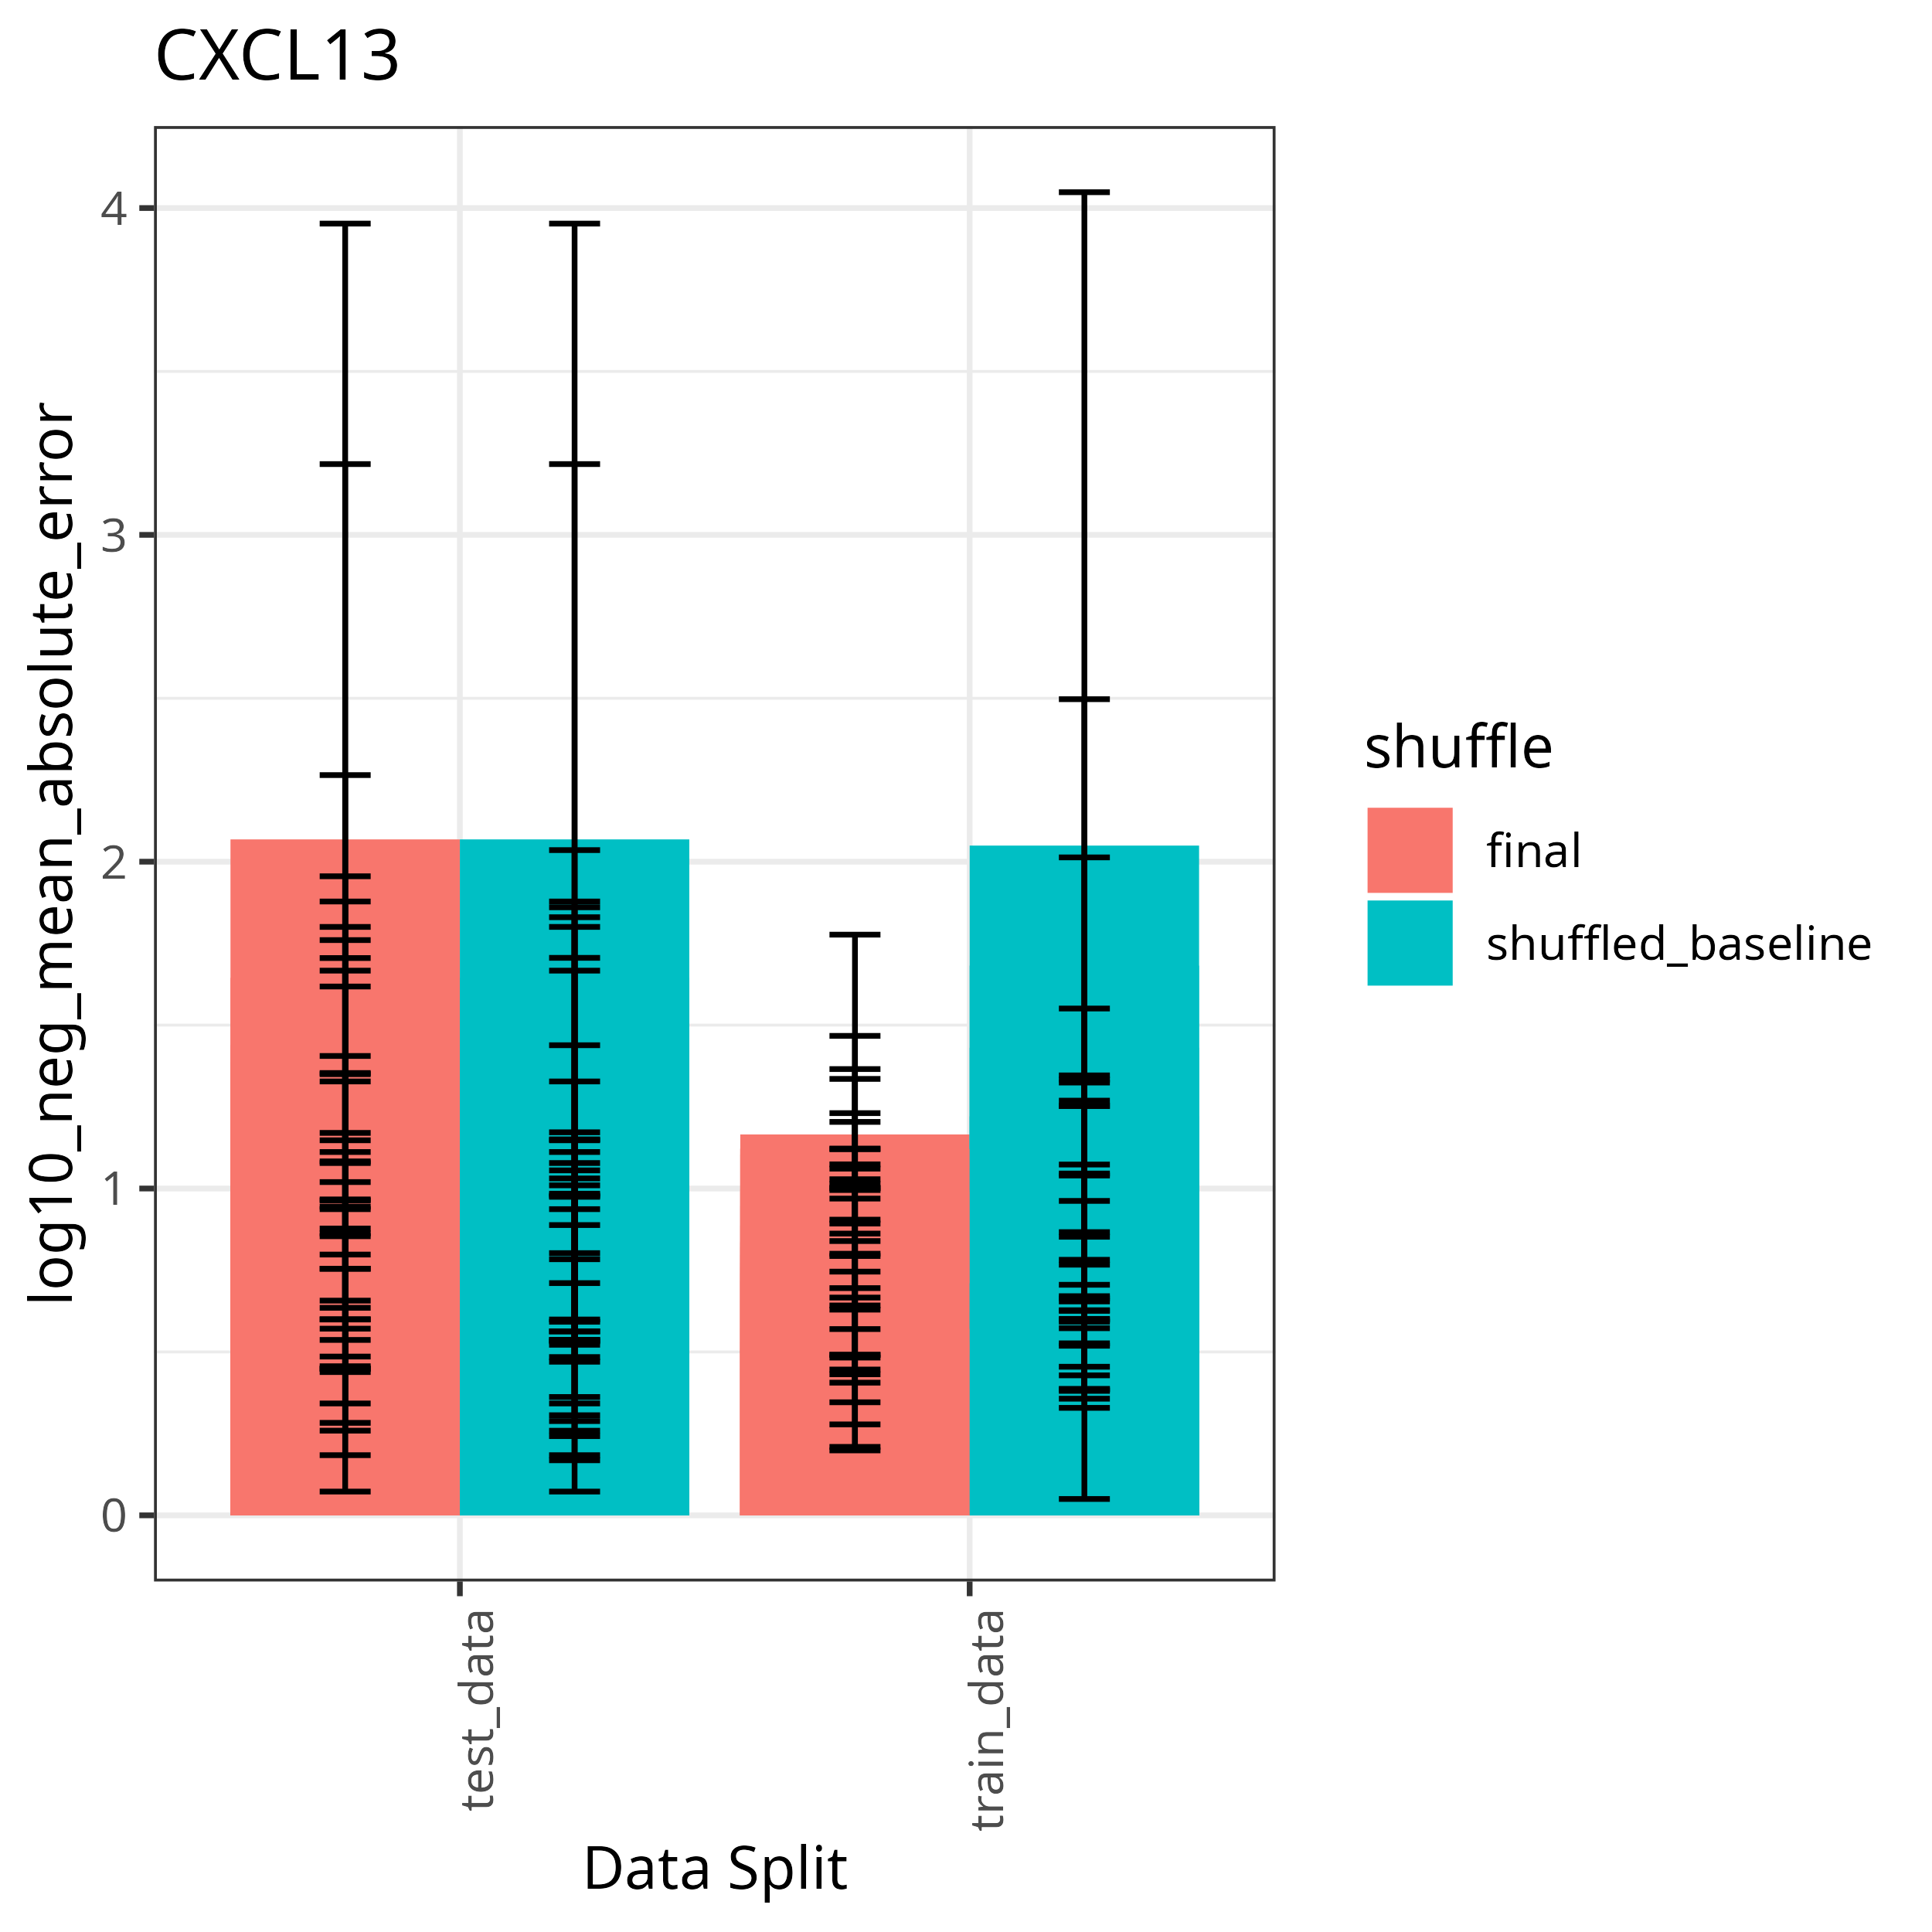 CXCL13
log10_neg_mean_absolute_error
4
3
2
1
0
test_data
train_data
Data Split
shuffle
final
shuffled_baseline